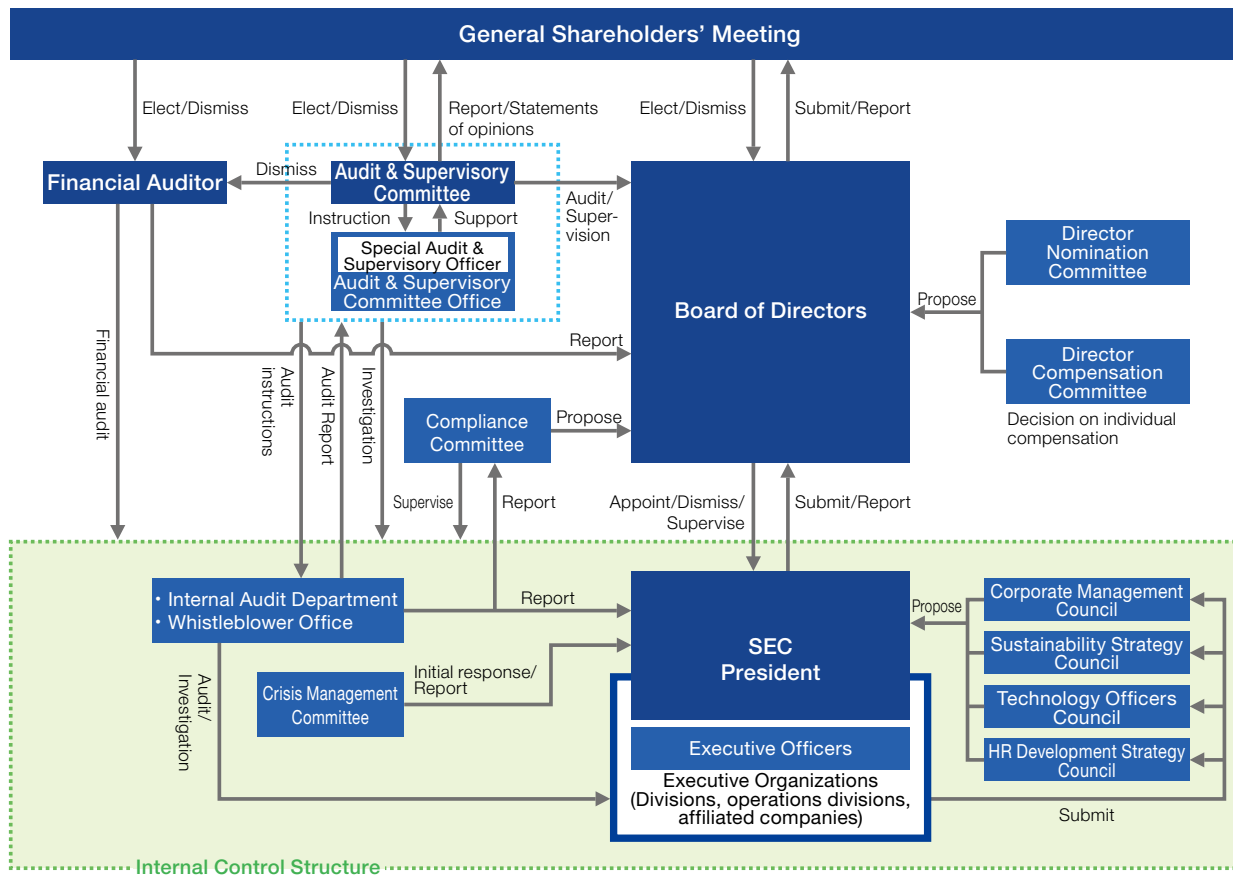 General Shareholders' Meeting
Elect/Dismiss
Elect/Dismiss
Report/Statements
of opinions
Elect/Dismiss
Submit/Report
Financial Auditor
Dismiss
Audit & Supervisory
Committee
Audit/
Super-
vision
Instruction
Support
Special Audit &
Supervisory Officer
Audit & Supervisory
Committee Office
Board of Directors
Propose
Director
Nomination
Committee
Director
Compensation
Committee
Decision on individual
compensation
Financial audit
Report
Audit
instructions
Audit Report
Investigation
Compliance
Committee
Propose
Supervise
Report
Appoint/Dismiss/
Supervise
Submit/Report
・Internal Audit Department
・Whistleblower Office
Report
Crisis Management
Committee
Initial response/
Report
Audit/
Investigation
SEC
President
Executive Officers
Executive Organizations
(Divisions, operations divisions,
affiliated companies)
Propose
Corporate Management
Council
Sustainability Strategy
Council
Technology Officers
Council
HR Development Strategy
Council
Submit
Internal Control Structure